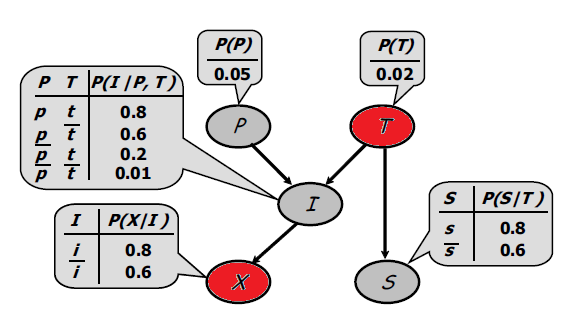 P(P)
0.05
P(T)
0.02
P T P(I|P, T)
p t 0.8
p t̅ 0.6
p̅ t 0.2
p̅ t̅ 0.01
P
T
I
S P(S|T)
s 0.8
s̅ 0.6
I P(X|I)
i 0.8
i̅ 0.6
X
S